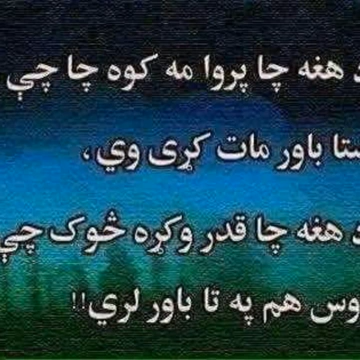 د هغه چا پروا مه کوه چا چې
ستا باور مات کړی وي،
د هغه چا قدر وکړه څوک چې
اوس هم په تا باور لري!!